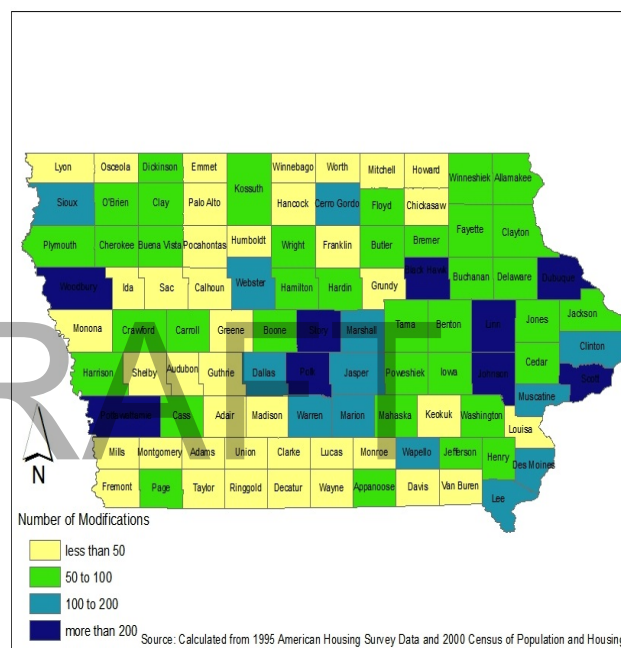 Lyon Osceola Dickinson Emmet Winnebago Worth Mitchell Howard
Kossuth Winneshiek Allamakee
Sioux O'Brien Clay Palo Alto Hancock Cerro Gordo Floyd Chickasaw
Fayette Clayton
Plymouth Cherokee Buena Vista Pocahontas Humboldt Wright Franklin Butler Bremer
Woodbury Ida Sac Calhoun Webster Hamilton Hardin Grundy Black Hawk Buchanan Delaware Dubuque
Monona Crawford Carroll Greene Boone Story Marshall Tama Benton Linn Jones Jackson
Clinton
Harrison Shelby Audubon Guthrie Dallas Polk Jasper Poweshiek Iowa Johnson Cedar Scott
Muscatine
Pottawattamie Cass Adair Madison Warren Marion Mahaska Keokuk Washington Louisa
Mills Montgomery Adams Union Clarke Lucas Monroe Wapello Jefferson Henry Des Moines
Fremont Page Taylor Ringgold Decatur Wayne Appanoose Davis Van Buren Lee
RAFT
N
Number of Modifications
less than 50
50 to 100
100 to 200
more than 200
Source: Calculated from 1995 American Housing Survey Data and 2000 Census of Population and Housing